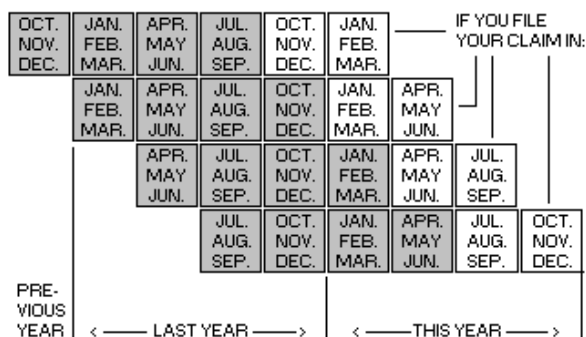 OCT. JAN. APR. JUL. OCT. JAN. IF YOU FILE
NOV. FEB. MAY AUG. NOV. FEB. YOUR CLAIM IN:
DEC. MAR. JUN. SEP. DEC. MAR.
JAN. APR. JUL. OCT. JAN. APR.
FEB. MAY AUG. NOV. FEB. MAY
MAR. JUN. SEP. DEC. MAR. JUN.
APR. JUL. OCT. JAN. APR. JUL.
MAY AUG. NOV. FEB. MAY AUG.
JUN. SEP. DEC. MAR. JUN. SEP.
JUL. OCT. JAN. APR. JUL. OCT.
AUG. NOV. FEB. MAY AUG. NOV.
SEP. DEC. MAR. JUN. SEP. DEC.
PRE-
VIOUS
YEAR < LAST YEAR > < THIS YEAR >